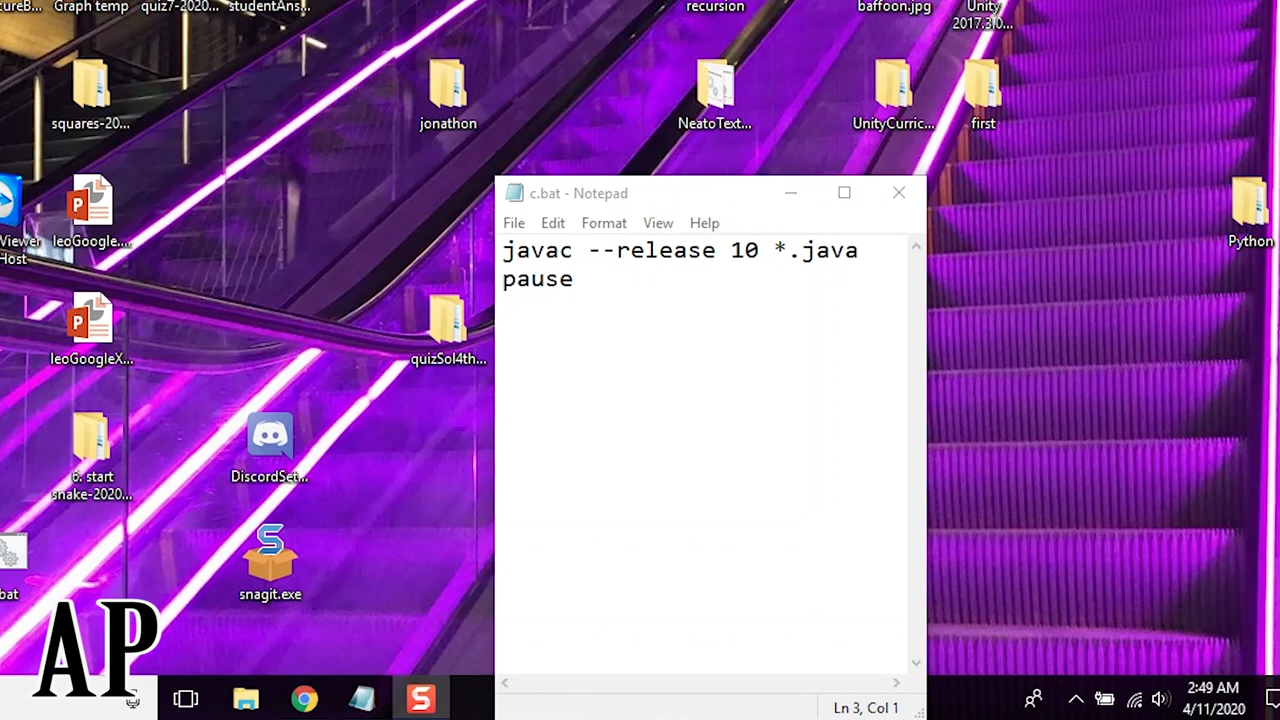 Graph temp
quiz7-2020...
studentAns...
recursion
baffoon.jpg
Unity
2017.3.0...
squares-20...
jonathon
NeatoText...
UnityCurric...
first
c.bat - Notepad
File Edit Format View Help
javac --release 10 *.java
pause
P
leoGoogle....
Viewer
Host
Python
P
leoGoogleX...
quizSol4th...
6. start
snake-2020...
DiscordSet...
S
snagit.exe
bat
AP
S
Ln 3, Col 1
2:49 AM
4/11/2020